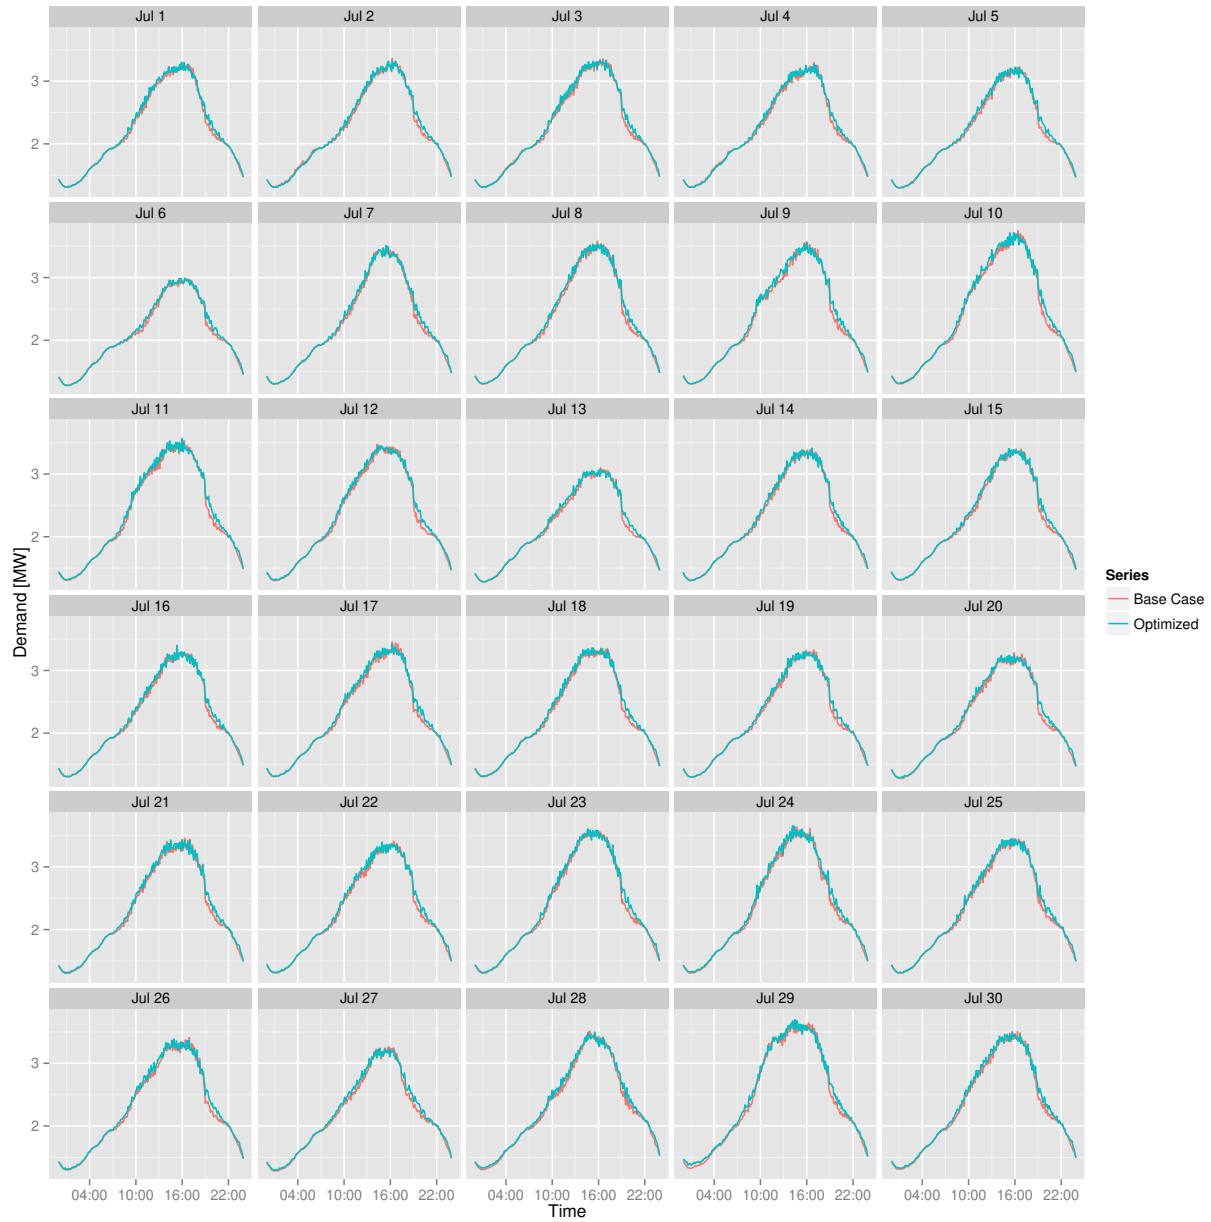 Jul 1 Jul 2 Jul 3 Jul 4 Jul 5
3
2
Jul 6 Jul 7 Jul 8 Jul 9 Jul 10
3
2
Jul 11 Jul 12 Jul 13 Jul 14 Jul 15
3
2
Demand [MW]
Jul 16 Jul 17 Jul 18 Jul 19 Jul 20
3
2
Jul 21 Jul 22 Jul 23 Jul 24 Jul 25
3
2
Jul 26 Jul 27 Jul 28 Jul 29 Jul 30
3
2
04:00 10:00 16:00 22:00 04:00 10:00 16:00 22:00 04:00 10:00 16:00 22:00 04:00 10:00 16:00 22:00 04:00 10:00 16:00 22:00
Time
Series
Base Case
Optimized